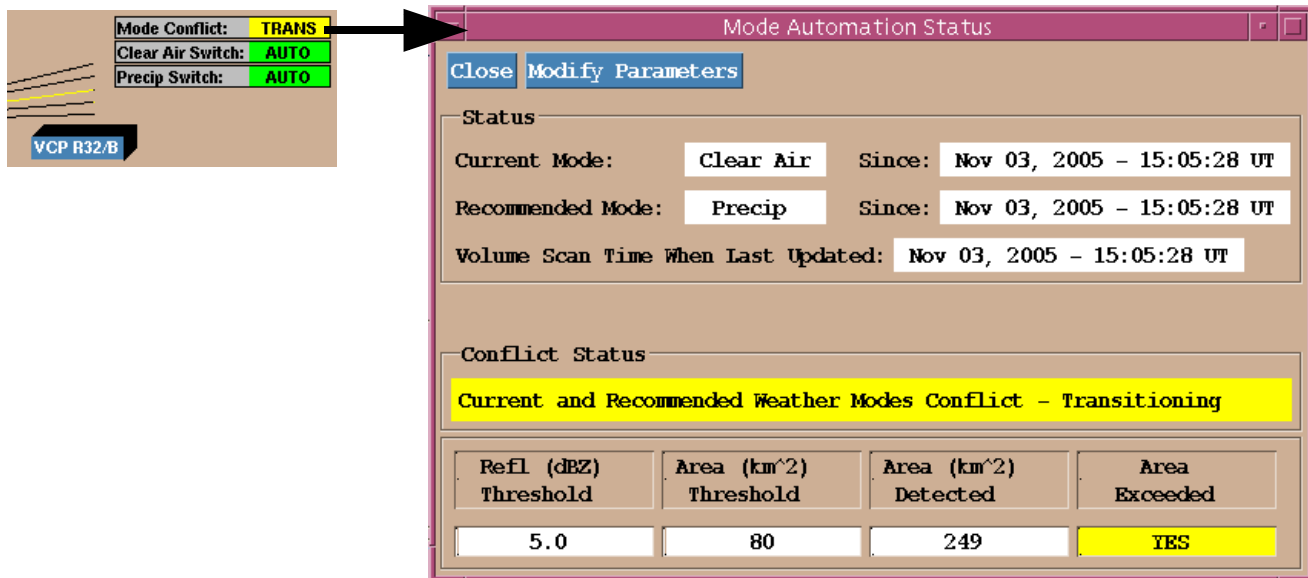 Mode Conflict: TRANS
Clear Air Switch: AUTO
Precip Switch: AUTO
VCP R32/B
Mode Automation Status
Close Modify Parameters
Status
Current Mode: Clear Air Since: Nov 03, 2005 - 15:05:28 UT
Recommended Mode: Precip Since: Nov 03, 2005 - 15:05:28 UT
Volume Scan Time When Last Updated: Nov 03, 2005 - 15:05:28 UT
Conflict Status
Current and Recommended Weather Modes Conflict - Transitioning
Refl (dBZ) Area (km^2) Area (km^2) Area
Threshold Threshold Detected Exceeded
5.0 80 249 YES